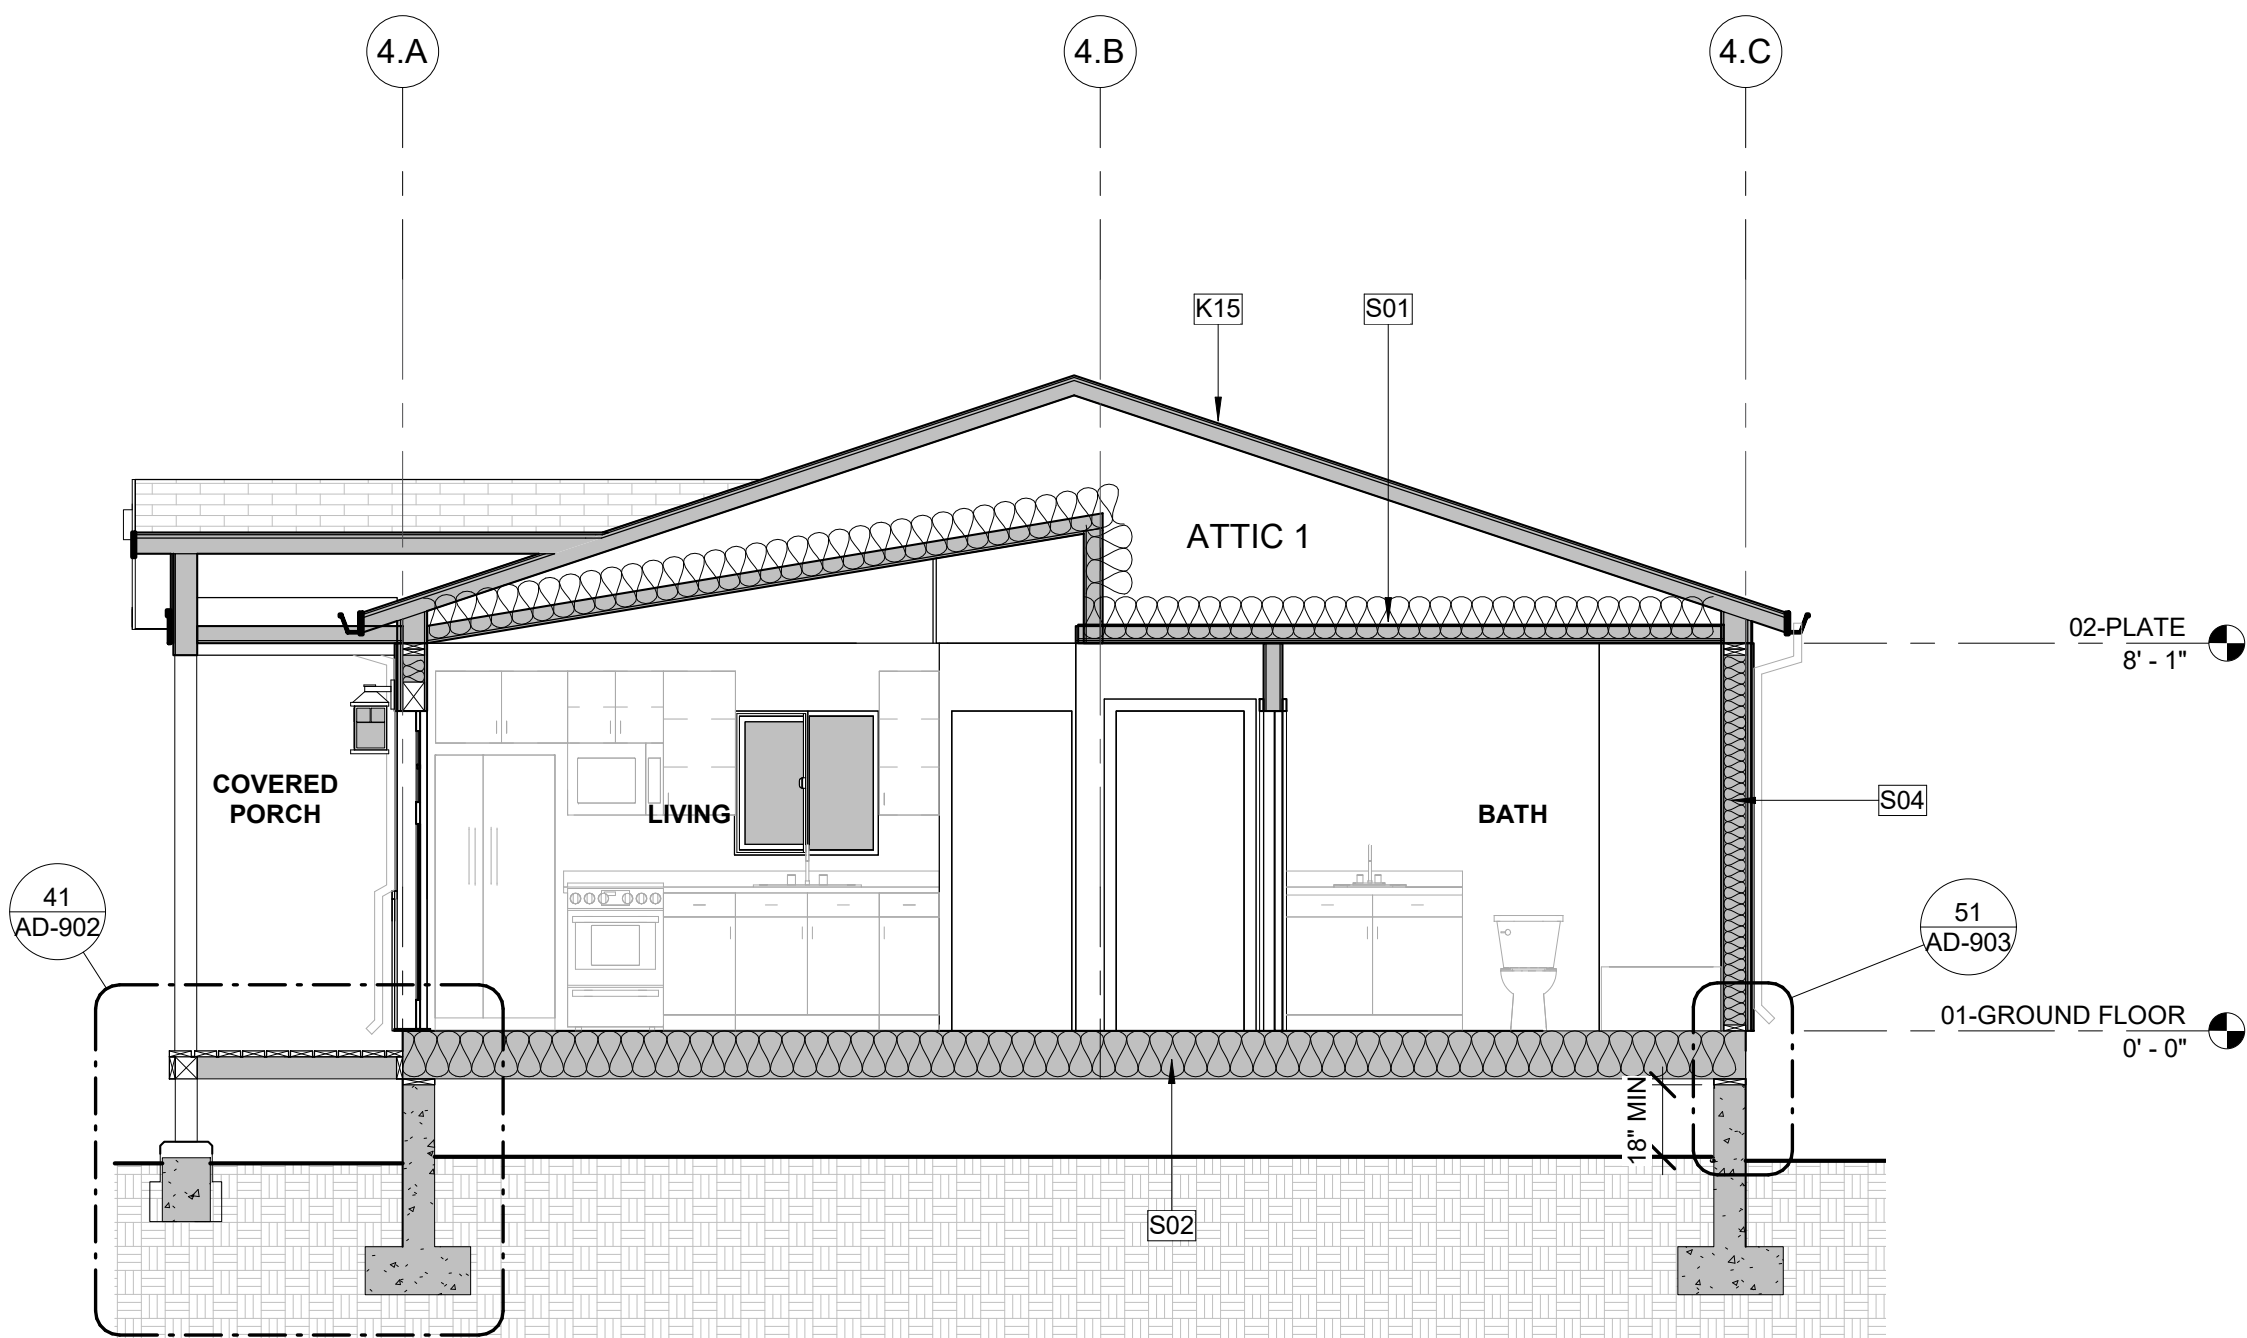 4.A
4.B
4.C
K15
S01
ATTIC 1
02-PLATE
8' - 1"
COVERED
PORCH
LIVING
BATH
S04
41
AD-902
51
AD-903
01-GROUND FLOOR
0' - 0"
18" MIN
S02